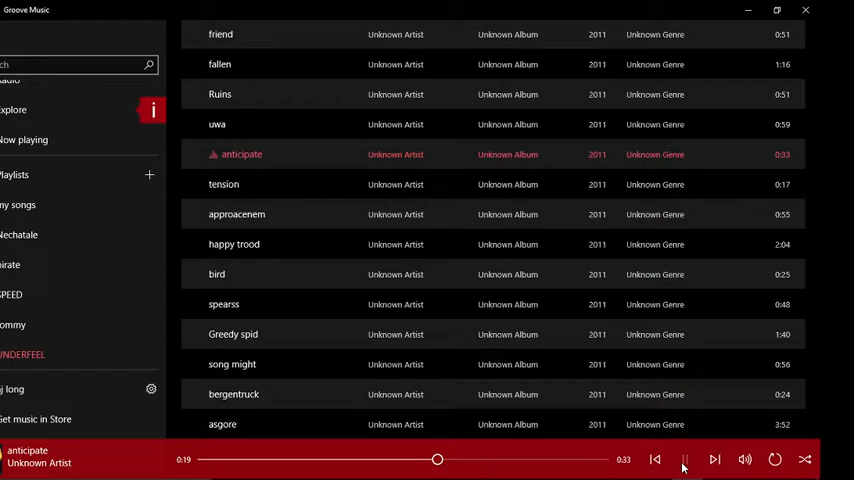 Groove Music
ch
Radio
Explore
Now playing
Playlists
my songs
Nechatale
pirate
SPEED
ommy
UNDERFEEL
j long
Get music in Store
i
friend Unknown Artist Unknown Album 2011 Unknown Genre 0:51
fallen Unknown Artist Unknown Album 2011 Unknown Genre 1:16
Ruins Unknown Artist Unknown Album 2011 Unknown Genre 0:51
uwa Unknown Artist Unknown Album 2011 Unknown Genre 0:59
anticipate Unknown Artist Unknown Album 2011 Unknown Genre 0:33
tension Unknown Artist Unknown Album 2011 Unknown Genre 0:17
approacenem Unknown Artist Unknown Album 2011 Unknown Genre 0:55
happy trood Unknown Artist Unknown Album 2011 Unknown Genre 2:04
bird Unknown Artist Unknown Album 2011 Unknown Genre 0:25
spearss Unknown Artist Unknown Album 2011 Unknown Genre 0:48
Greedy spid Unknown Artist Unknown Album 2011 Unknown Genre 1:40
song might Unknown Artist Unknown Album 2011 Unknown Genre 0:56
bergentruck Unknown Artist Unknown Album 2011 Unknown Genre 0:24
asgore Unknown Artist Unknown Album 2011 Unknown Genre 3:52
anticipate
Unknown Artist
0:19 0:33